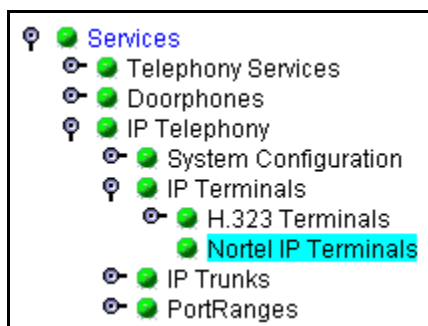 Services
Telephony Services
Doorphones
IP Telephony
System Configuration
IP Terminals
H.323 Terminals
Nortel IP Terminals
IP Trunks
PortRanges